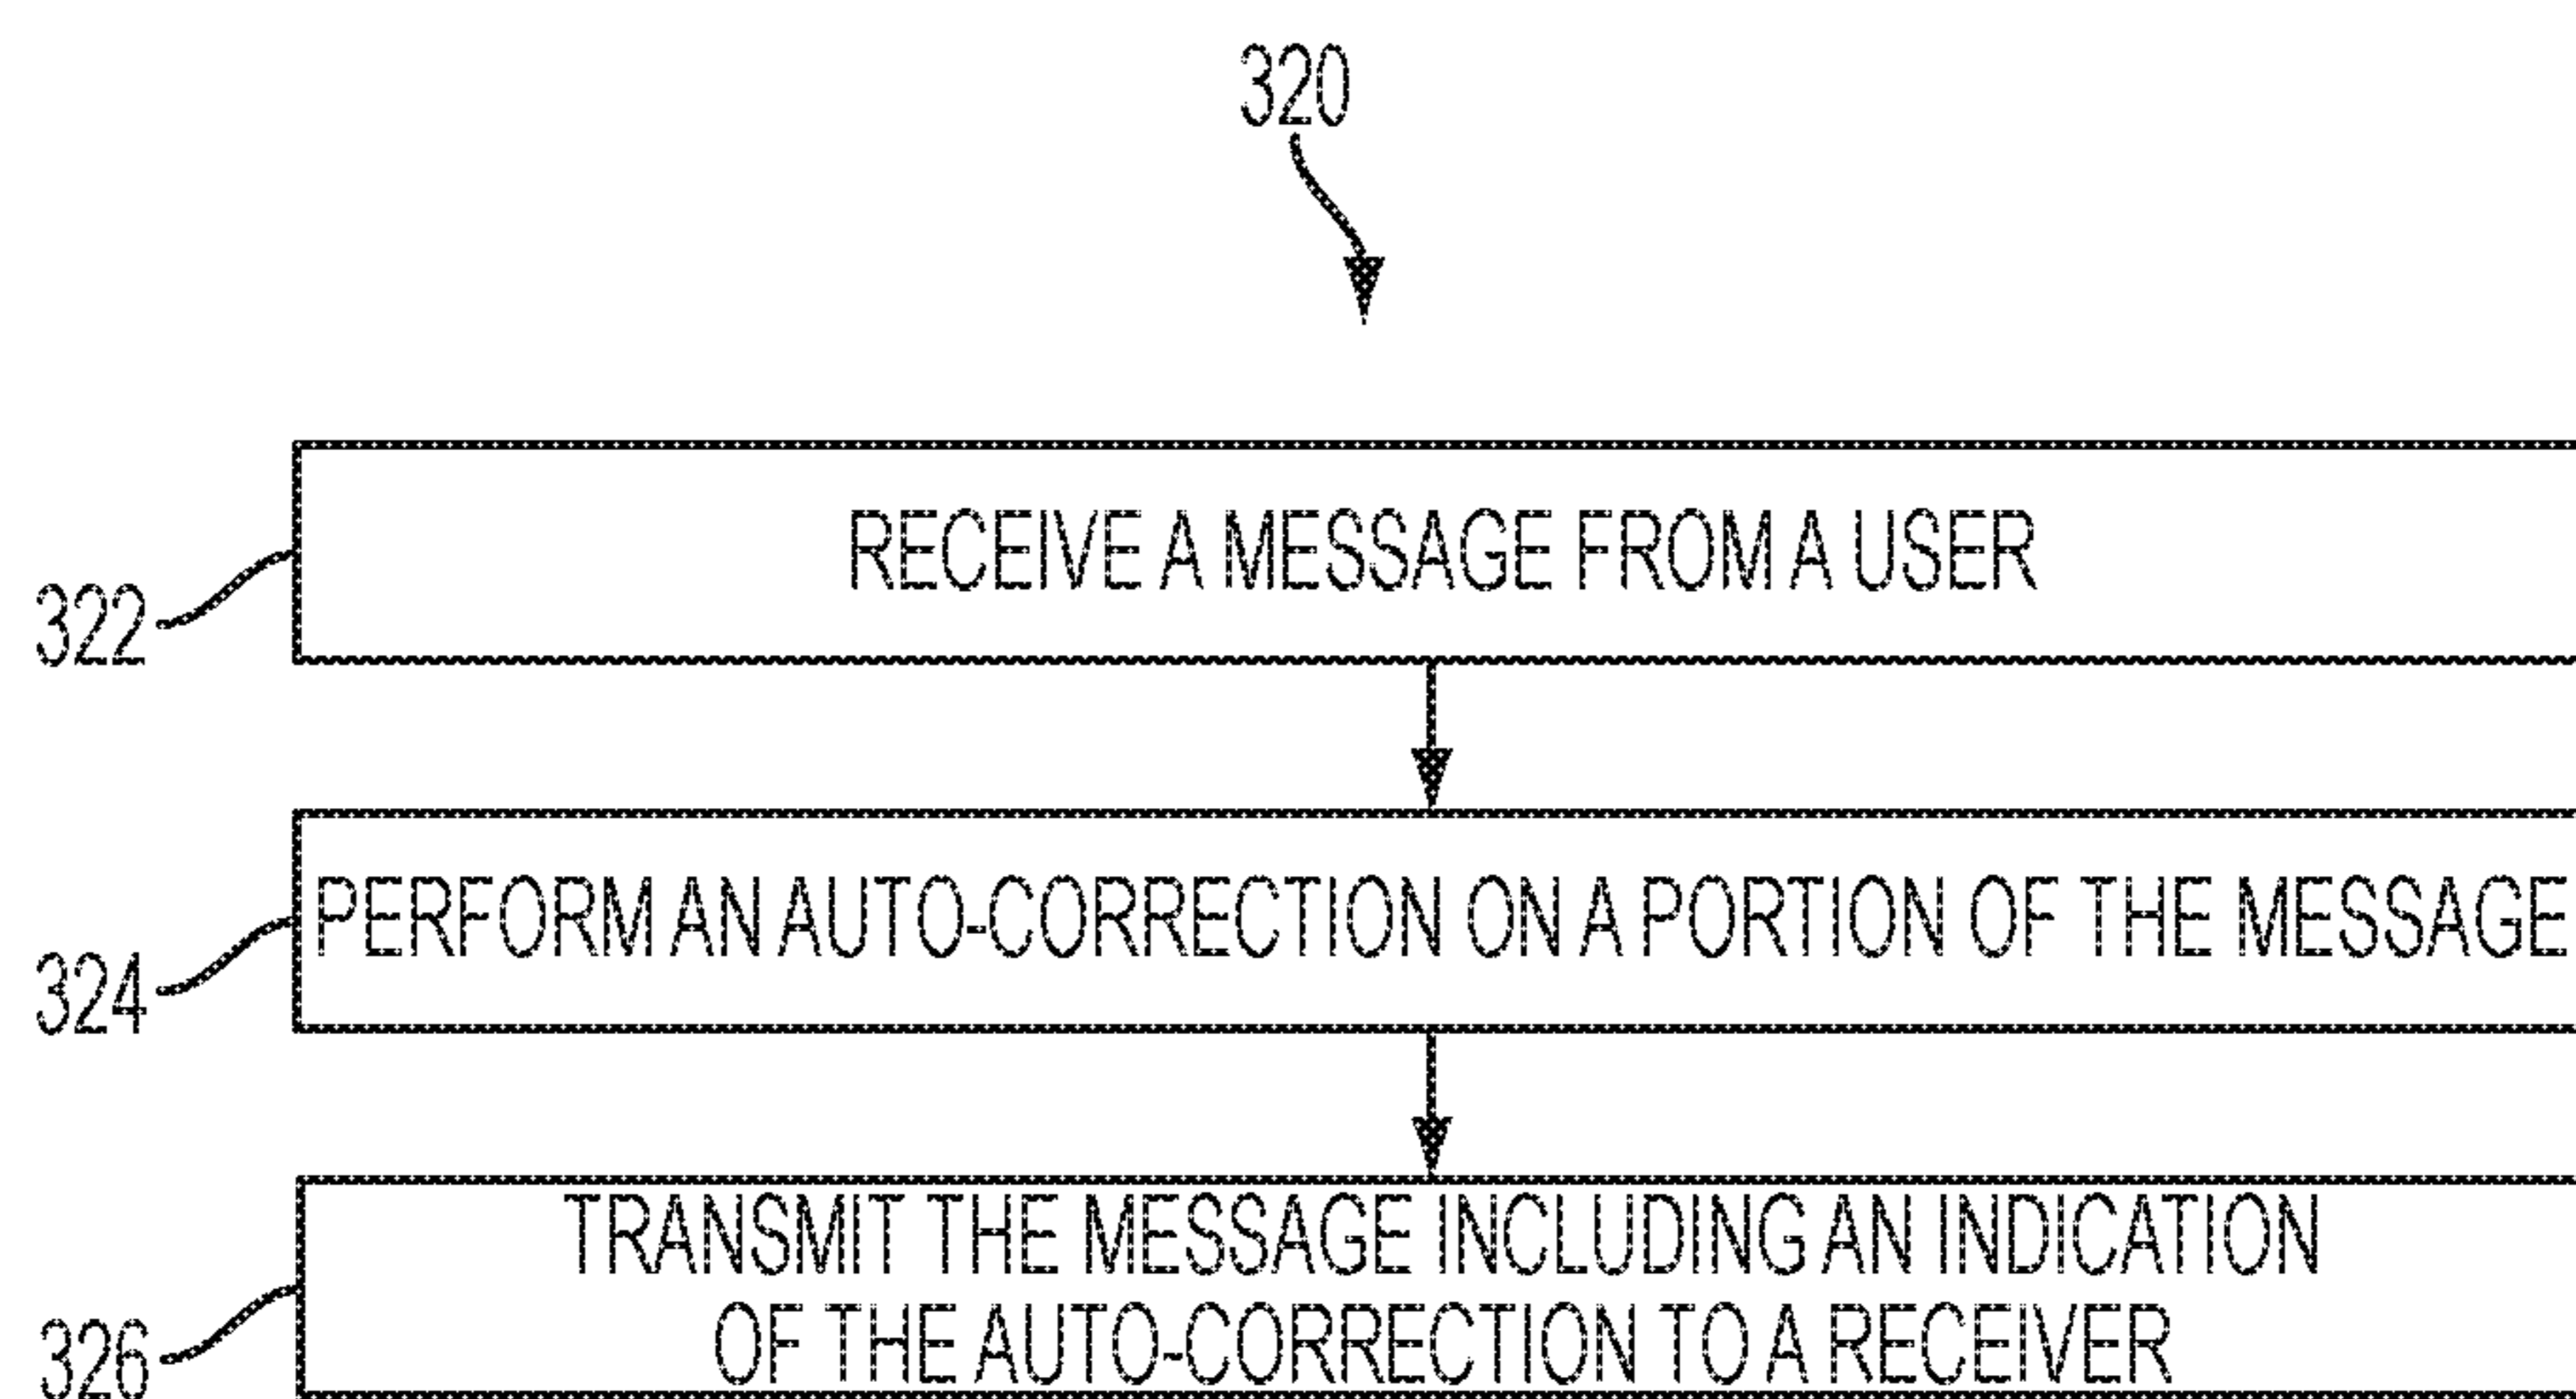 320
RECEIVE A MESSAGE FROM A USER
322
PERFORM AN AUTO-CORRECTION ON A PORTION OF THE MESSAGE
324
TRANSMIT THE MESSAGE INCLUDING AN INDICATION
OF THE AUTO-CORRECTION TO A RECEIVER
326